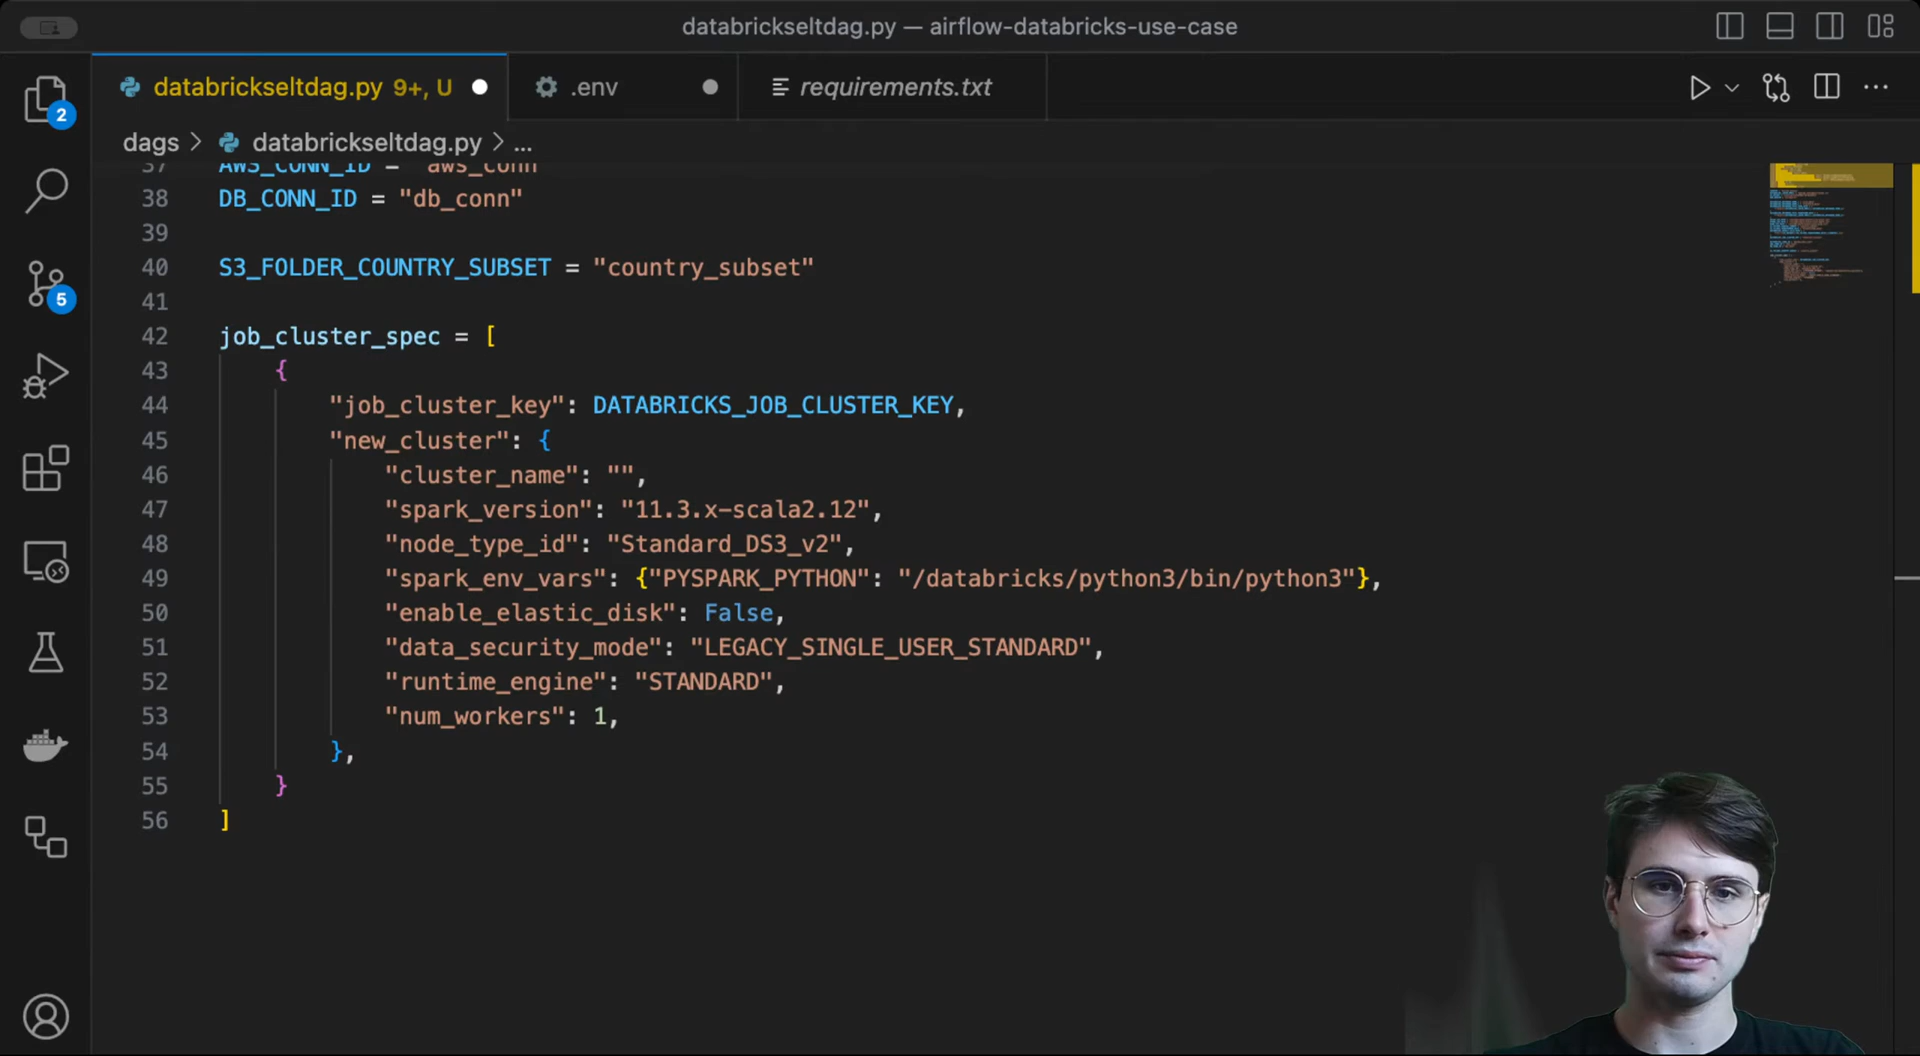 databrickseltdag.py — airflow-databricks-use-case
databrickseltdag.py 9+, U
.env
requirements.txt
dags > databrickseltdag.py > ...
2
5
37 AWS_CONN_ID = "aws_conn"
38 DB_CONN_ID = "db_conn"
39
40 S3_FOLDER_COUNTRY_SUBSET = "country_subset"
41
42 job_cluster_spec = [
43 {
44 "job_cluster_key": DATABRICKS_JOB_CLUSTER_KEY,
45 "new_cluster": {
46 "cluster_name": "",
47 "spark_version": "11.3.x-scala2.12",
48 "node_type_id": "Standard_DS3_v2",
49 "spark_env_vars": {"PYSPARK_PYTHON": "/databricks/python3/bin/python3"},
50 "enable_elastic_disk": False,
51 "data_security_mode": "LEGACY_SINGLE_USER_STANDARD",
52 "runtime_engine": "STANDARD",
53 "num_workers": 1,
54 },
55 }
56 ]